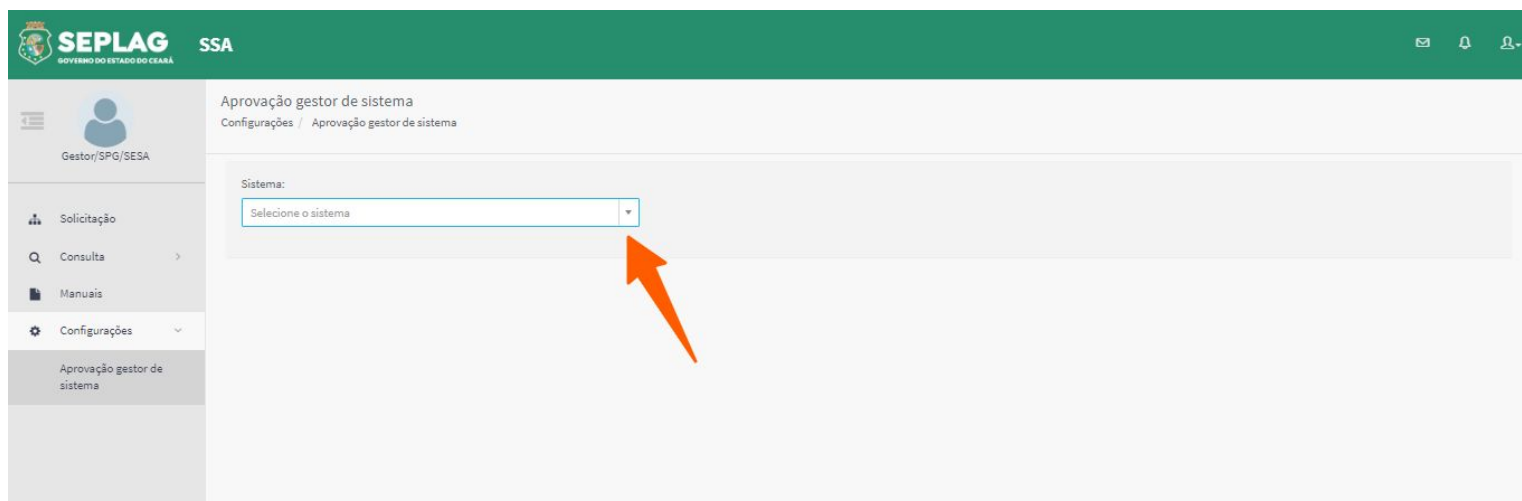 SEPLAG
GOVERNO DO ESTADO DO CEARÁ
SSA
Gestor/SPG/SESA
Solicitação
Consulta
Manuais
Configurações
Aprovação gestor de
sistema
Aprovação gestor de sistema
Configurações / Aprovação gestor de sistema
Sistema:
Selecione o sistema